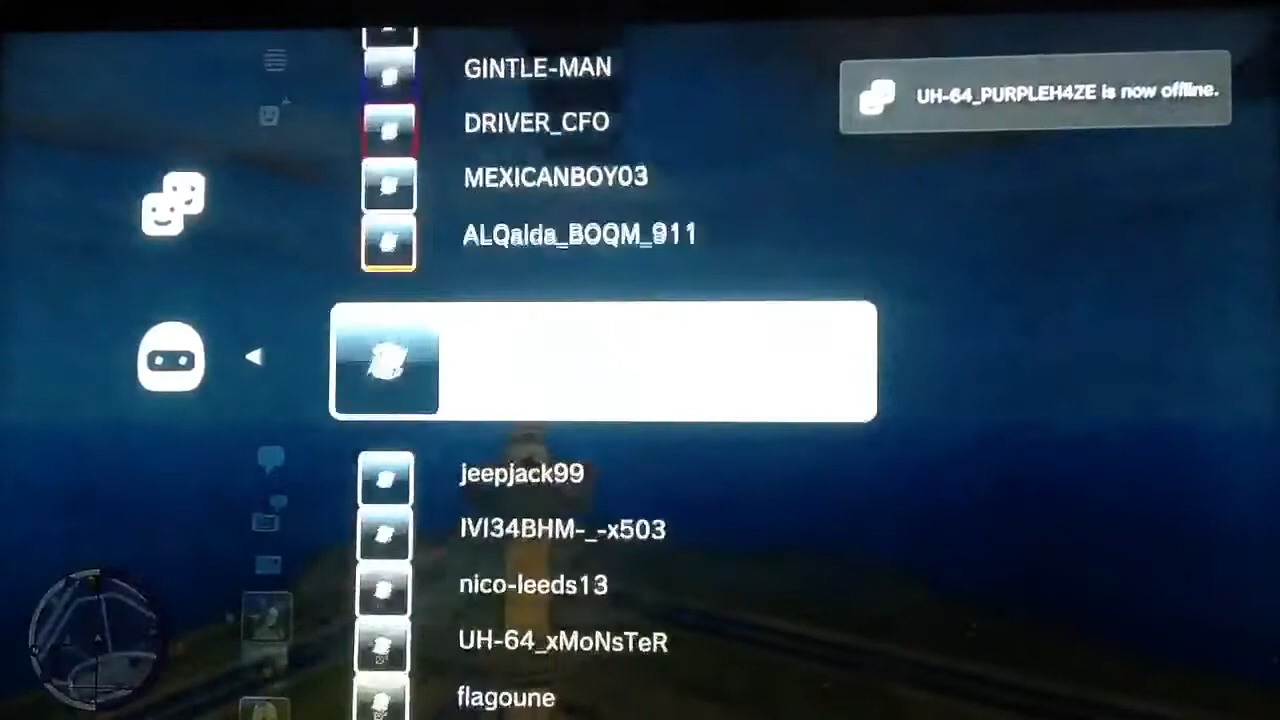 GINTLE-MAN
UH-64_PURPLEH4ZE is now offline.
DRIVER_CFO
MEXICANBOY03
ALQaIda_BOQM_911
jeepjack99
IVI34BHM-_-x503
nico-leeds13
UH-64_xMoNsTeR
flagoune